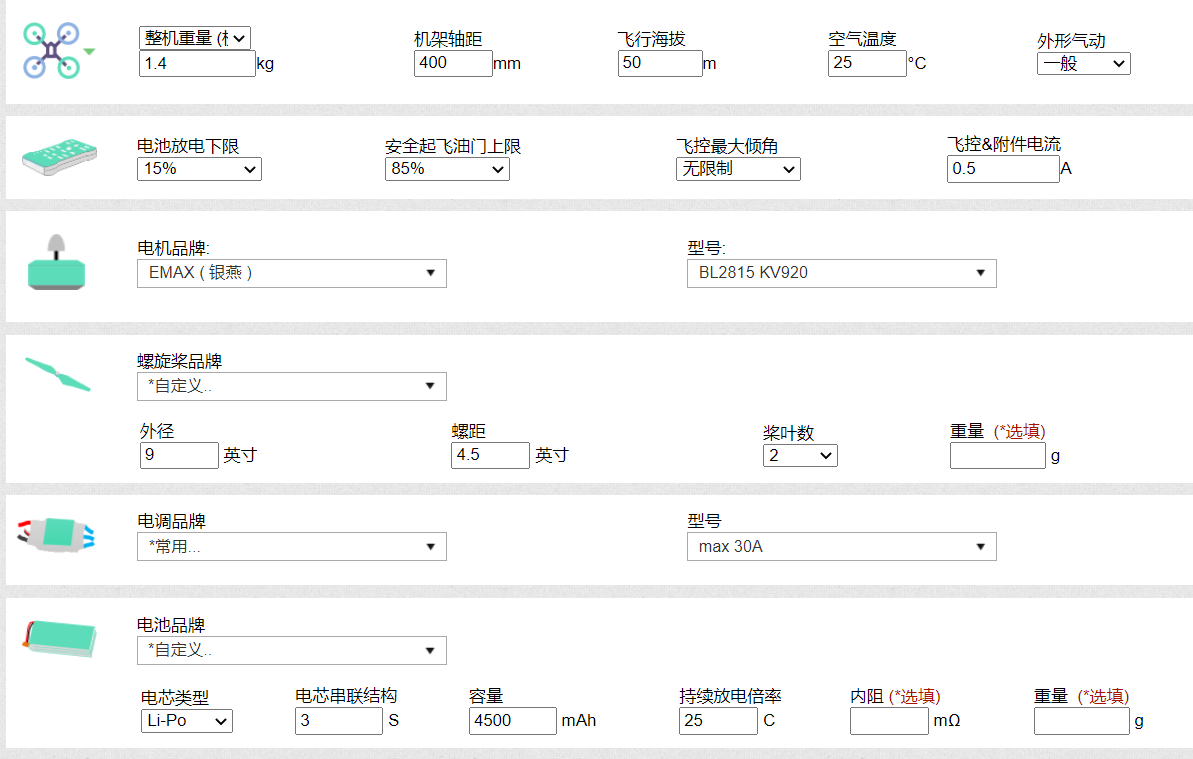 整机重量 (
1.4 kg
机架轴距
400 mm
飞行海拔
50 m
空气温度
25 °C
外形气动
一般
电池放电下限
15%
安全起飞油门上限
85%
飞控最大倾角
无限制
飞控&附件电流
0.5 A
电机品牌:
EMAX ( 银燕 )
型号:
BL2815 KV920
螺旋桨品牌
*自定义..
外径
9 英寸
螺距
4.5 英寸
桨叶数
2
重量 (*选填)
g
电调品牌
*常用...
型号
max 30A
电池品牌
*自定义..
电芯类型
Li-Po
电芯串联结构
3 S
容量
4500 mAh
持续放电倍率
25 C
内阻 (*选填)
mΩ
重量 (*选填)
g